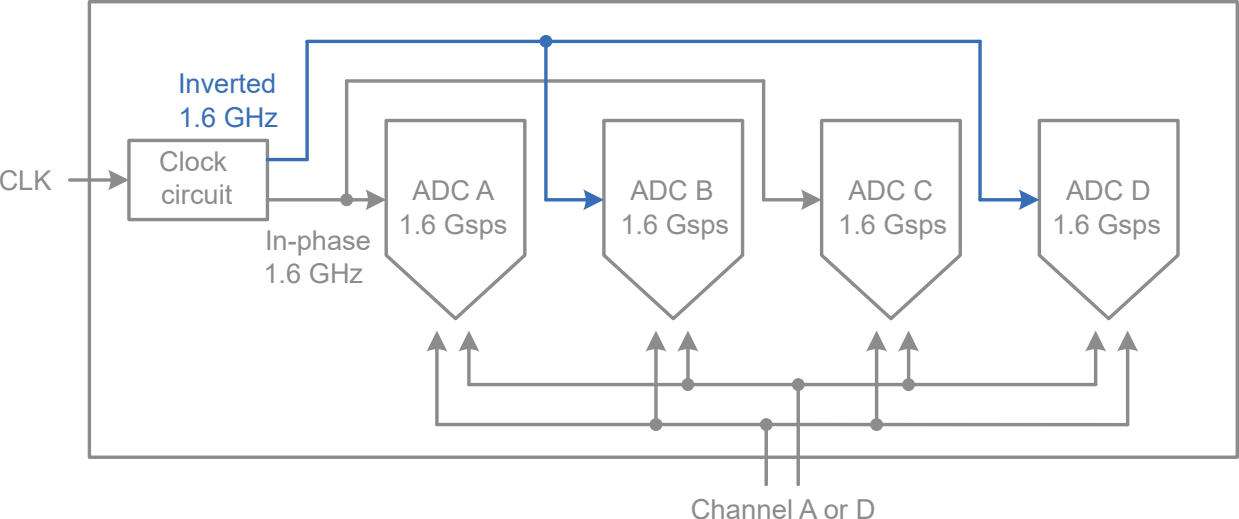 Inverted
1.6 GHz
CLK
Clock
circuit
In-phase
1.6 GHz
ADC A
1.6 Gsps
ADC B
1.6 Gsps
ADC C
1.6 Gsps
ADC D
1.6 Gsps
Channel A or D